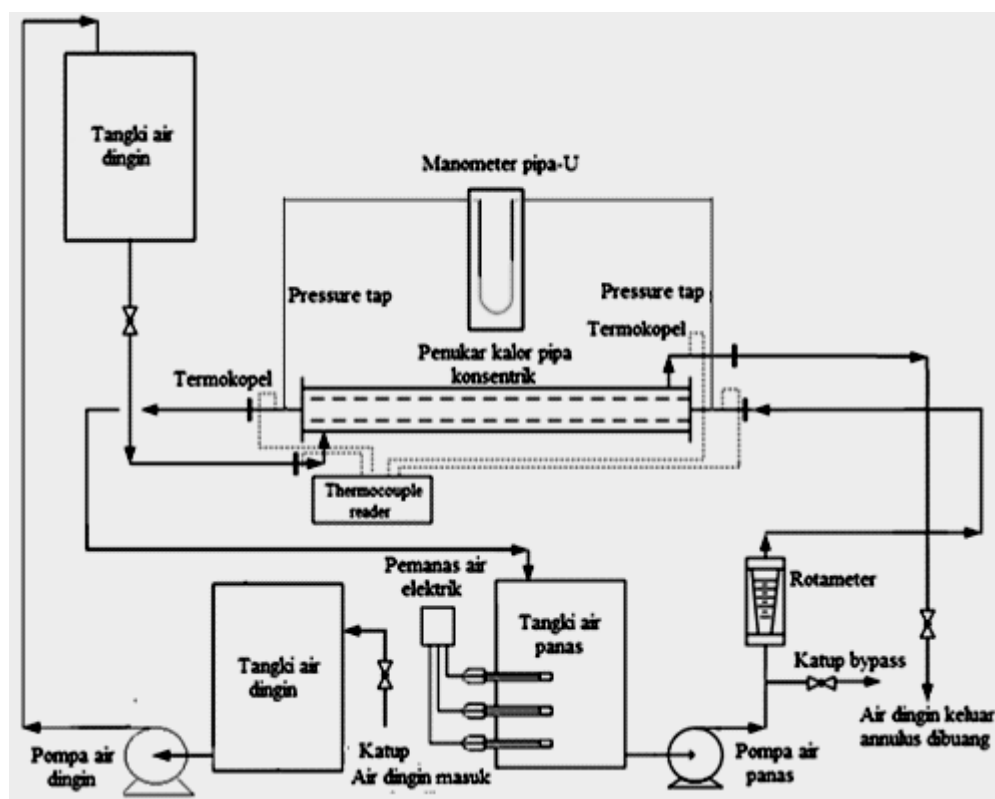 Tangki air
dingin
Manometer pipa-U
Pressure tap
Pressure tap
Termokopel
Penukar kalor pipa
konsentrik
Termokopel
Thermocouple
reader
Pemanas air
elektrik
Tangki air
panas
Rotameter
Tangki air
dingin
Katup bypass
Pompa air
dingin
Katup
Air dingin masuk
Pompa air
panas
Air dingin keluar
annulus dibuang